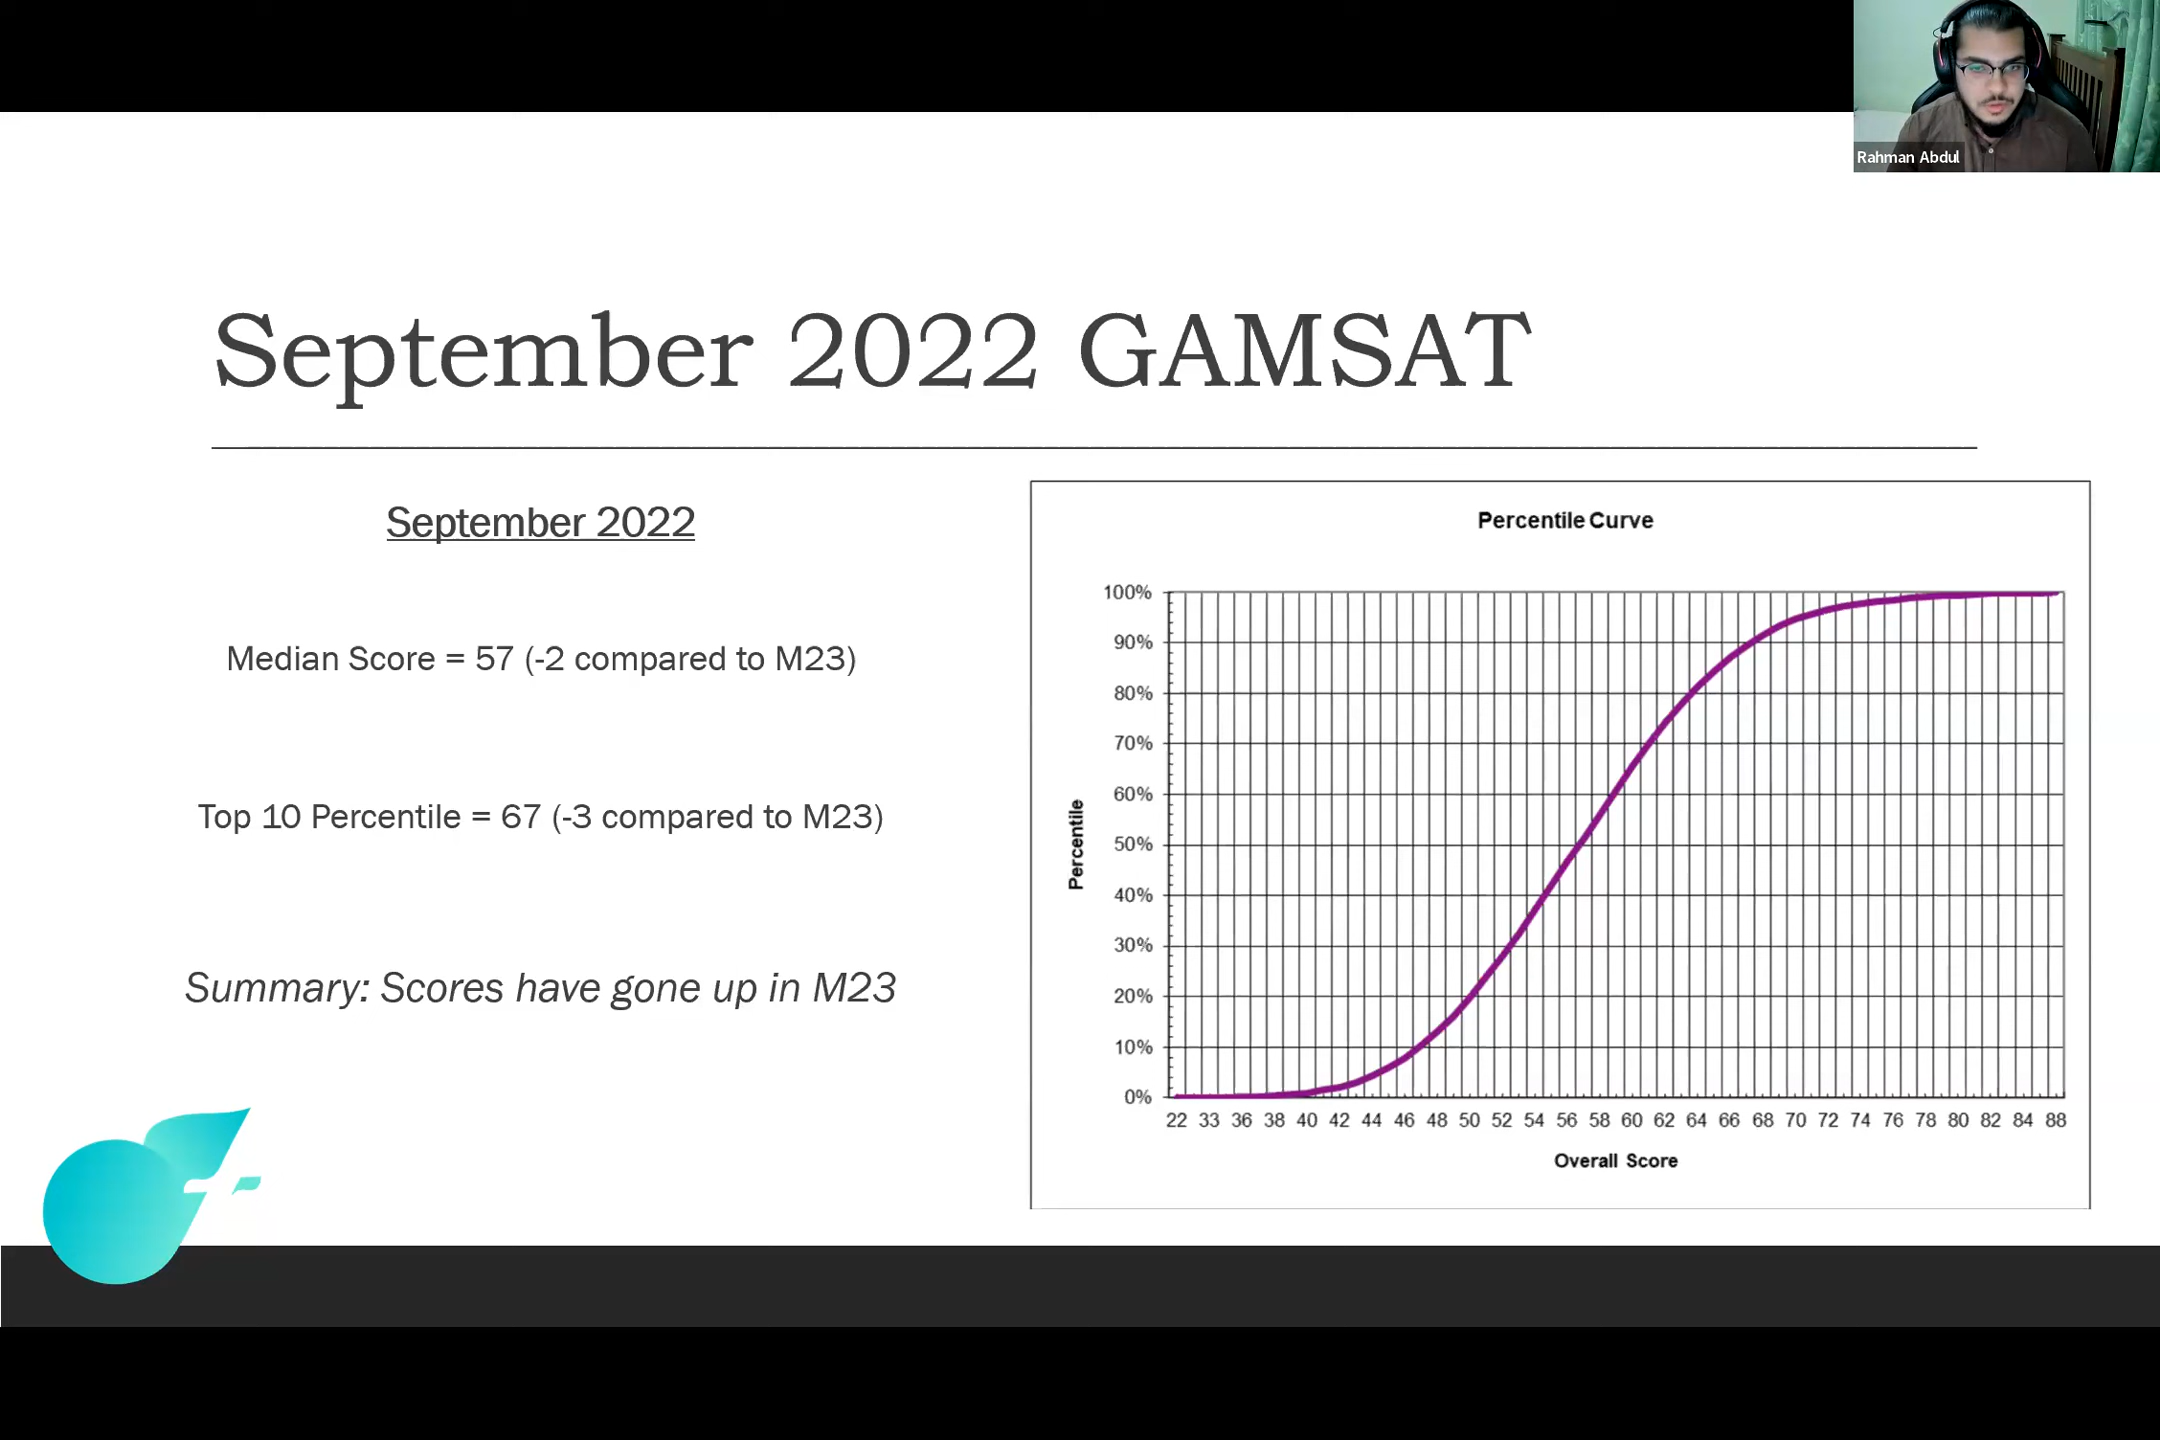 Rahman Abdul
September 2022 GAMSAT
September 2022
Median Score = 57 (-2 compared to M23)
Top 10 Percentile = 67 (-3 compared to M23)
Summary: Scores have gone up in M23
Percentile Curve
100%
90%
80%
70%
60%
50%
40%
30%
20%
10%
0%
Percentile
22 33 36 38 40 42 44 46 48 50 52 54 56 58 60 62 64 66 68 70 72 74 76 78 80 82 84 88
Overall Score